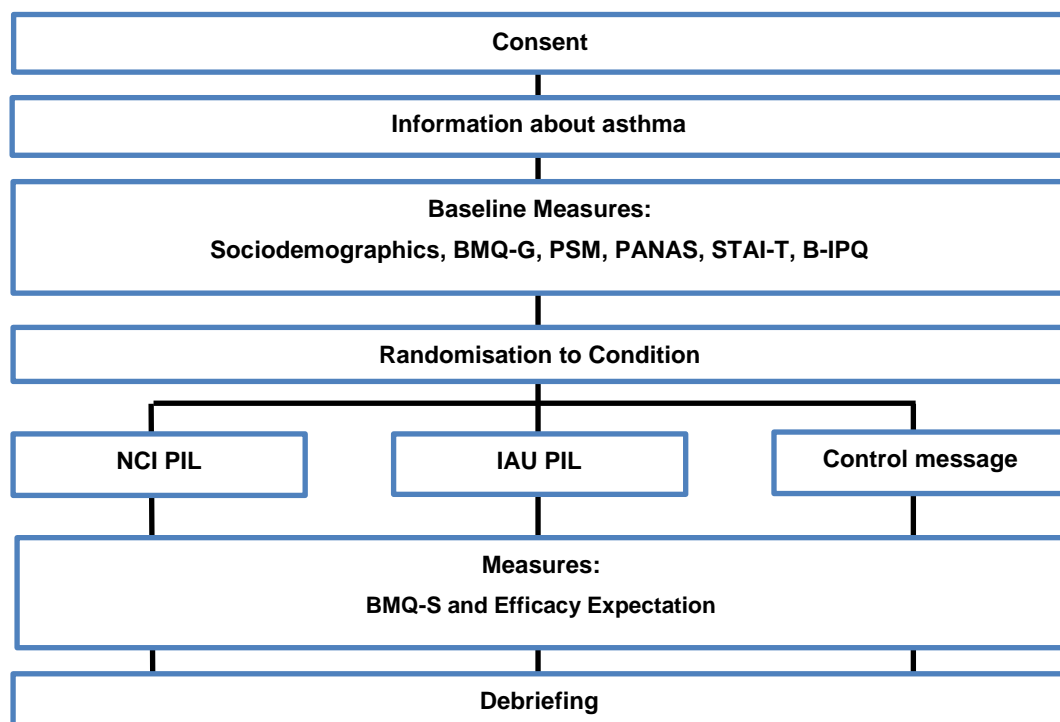 Consent
Information about asthma
Baseline Measures:
Sociodemographics, BMQ-G, PSM, PANAS, STAI-T, B-IPQ
Randomisation to Condition
NCI PIL
IAU PIL
Control message
Measures:
BMQ-S and Efficacy Expectation
Debriefing